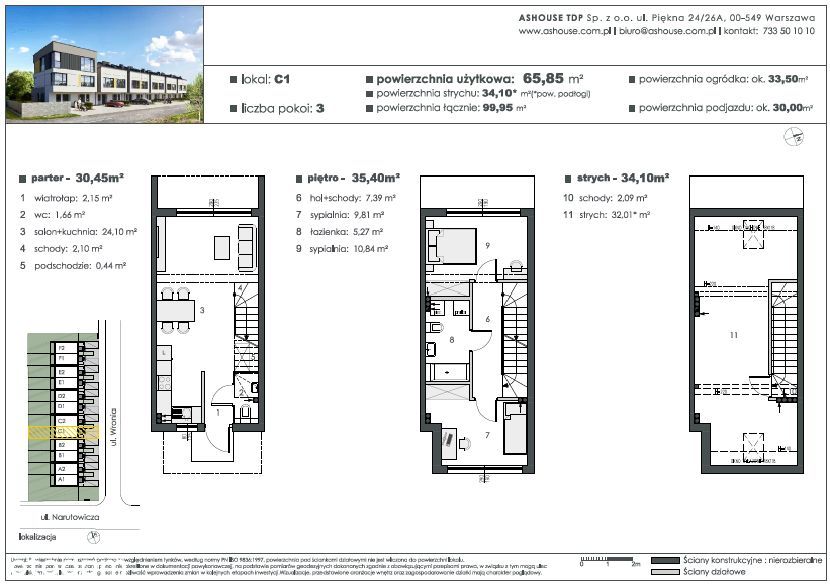 ASHOUSE TDP Sp. z o.o. ul. Piękna 24/26A, 00-549 Warszawa
www.ashouse.com.pl | biuro@ashouse.com.pl | kontakt: 733 50 10 10
lokal: C1
liczba pokoi: 3
powierzchnia użytkowa: 65,85 m²
powierzchnia strychu: 34,10* m²(*pow. podłogi)
powierzchnia łącznie: 99,95 m²
powierzchnia ogródka: ok. 33,50m²
powierzchnia podjazdu: ok. 30,00m²
parter - 30,45m²
1 wiatrołap: 2,15 m²
2 wc: 1,66 m²
3 salon+kuchnia: 24,10 m²
4 schody: 2,10 m²
5 podschodzie: 0,44 m²
piętro - 35,40m²
6 hol+schody: 7,39 m²
7 sypialnia: 9,81 m²
8 łazienka: 5,27 m²
9 sypialnia: 10,84 m²
strych - 34,10m²
10 schody: 2,09 m²
11 strych: 32,01* m²
4
3
L
2
1
9
6
8
7
11
F2
F1
E2
E1
D2
D1
C2
C1
B2
B1
A2
A1
ul. Wronia
ul. Narutowicza
lokalizacja
N
0 1 2m
Ściany konstrukcyjne : nierozbieralne
Ściany działowe